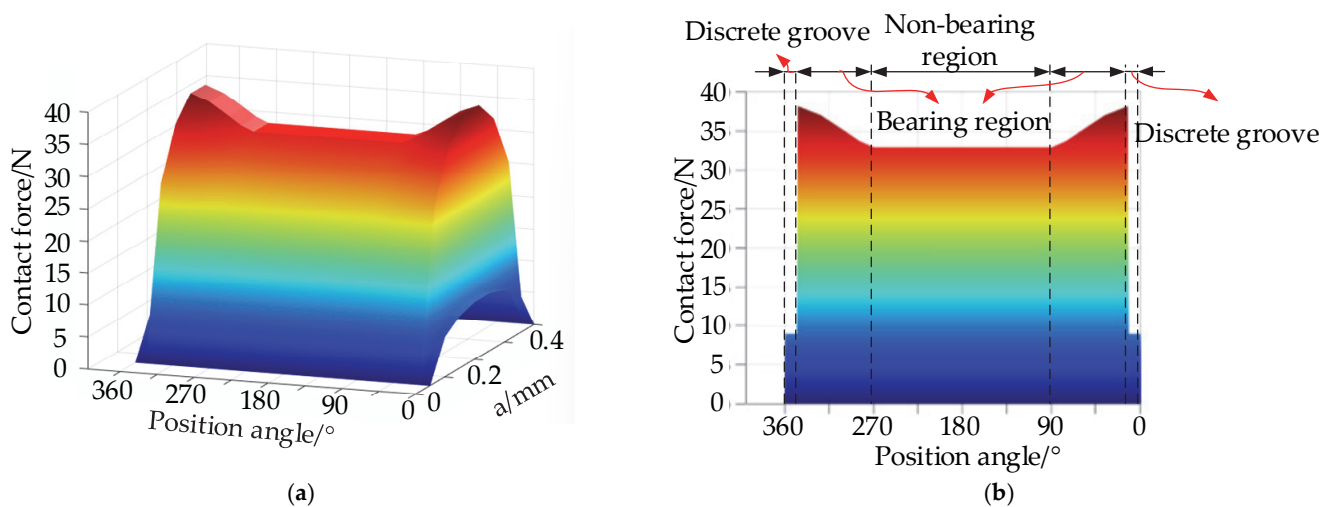 40
35
30
25
20
15
10
5
0
Contact force/N
360
270
180
90
0
Position angle/°
0
0.2
0.4
a/mm
(a)
Discrete groove
Non-bearing
region
Bearing region
Discrete groove
40
35
30
25
20
15
10
5
0
Contact force/N
360
270
180
90
0
Position angle/°
(b)